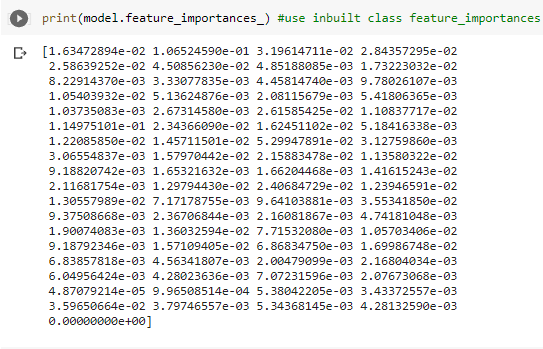 print(model.feature_importances_) #use inbuilt class feature_importances
[1.63472894e-02 1.06524590e-01 3.19614711e-02 2.84357295e-02
2.58639252e-02 4.50856230e-02 4.85188085e-03 1.73223032e-02
8.22914370e-03 3.33077835e-03 4.45814740e-03 9.78026107e-03
1.05403932e-02 5.13624876e-03 2.08115679e-03 5.41806365e-03
1.03735083e-03 2.67314580e-03 2.61585425e-02 1.10837717e-02
1.14975101e-01 2.34366090e-02 1.62451102e-02 5.18416338e-03
1.22085850e-02 1.45711501e-02 5.29947891e-02 3.12759860e-03
3.06554837e-03 1.57970442e-02 2.15883478e-02 1.13580322e-02
9.18820742e-03 1.65321632e-03 1.66204468e-03 1.41615243e-02
2.11681754e-03 1.29794430e-02 2.40684729e-02 1.23946591e-02
1.30557989e-02 7.17178755e-03 9.64103881e-03 3.55341850e-02
9.37508668e-03 2.36706844e-03 2.16081867e-03 4.74181048e-03
1.90074083e-03 1.36032594e-02 7.71532080e-03 1.05703406e-02
9.18792346e-03 1.57109405e-02 6.86834750e-03 1.69986748e-02
6.83857818e-03 4.56341807e-03 2.00479099e-03 2.16804034e-03
6.04956424e-03 4.28023636e-03 7.07231596e-03 2.07673068e-03
4.87079214e-05 9.96508514e-04 5.38042205e-03 3.43372557e-03
3.59650664e-02 3.79746557e-03 5.34368145e-03 4.28132590e-03
0.00000000e+00]